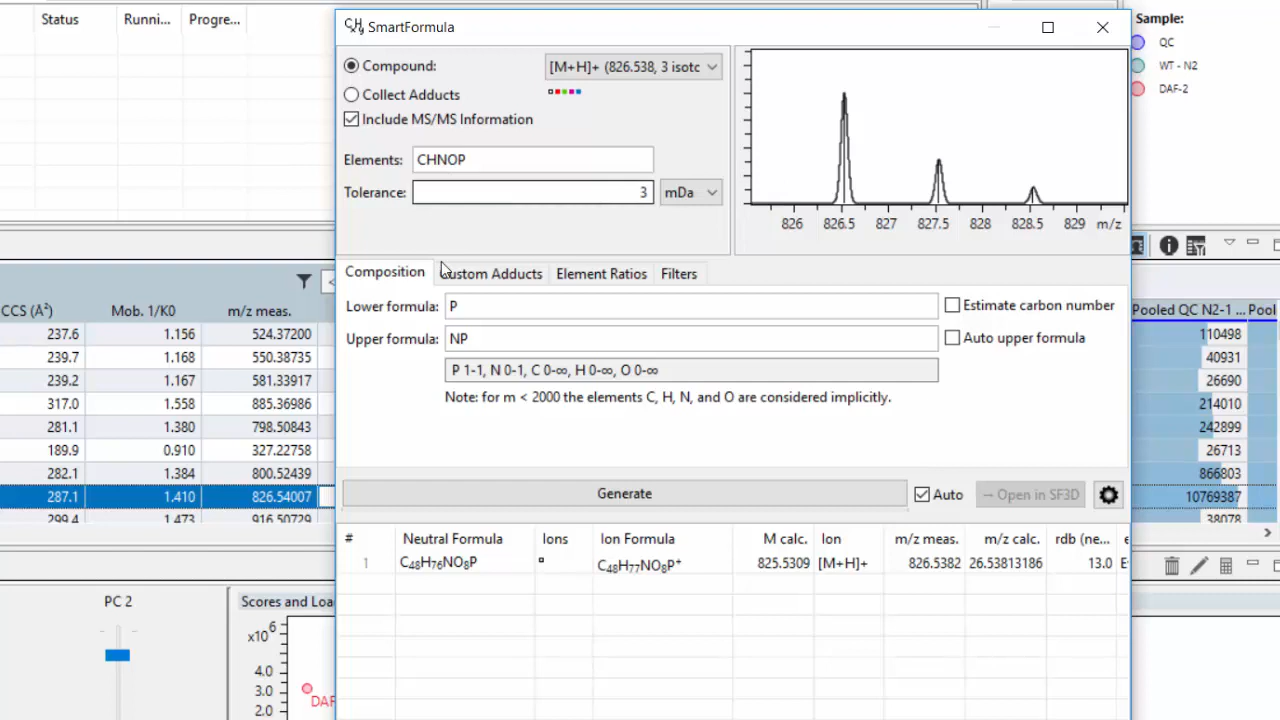 Status Runni... Progre...
SmartFormula
Compound: [M+H]+ (826.538, 3 isotc
Collect Adducts
Include MS/MS Information
Elements: CHNOP
Tolerance: 3 mDa
826 826.5 827 827.5 828 828.5 829 m/z
Sample:
QC
WT - N2
DAF-2
Composition Custom Adducts Element Ratios Filters
Lower formula: P
Estimate carbon number
Upper formula: NP
Auto upper formula
P 1-1, N 0-1, C 0-∞, H 0-∞, O 0-∞
Note: for m < 2000 the elements C, H, N, and O are considered implicitly.
Generate Auto → Open in SF3D
# Neutral Formula Ions Ion Formula M calc. Ion m/z meas. m/z calc. rdb (ne... e
1 C₄₈H₇₆NO₈P C₄₈H₇₇NO₈P⁺ 825.5309 [M+H]+ 826.5382 26.53813186 13.0
CCS (Å²) Mob. 1/K0 m/z meas.
237.6 1.156 524.37200
239.7 1.168 550.38735
239.2 1.167 581.33917
317.0 1.558 885.36986
281.1 1.380 798.50843
189.9 0.910 327.22758
282.1 1.384 800.52439
287.1 1.410 826.54007
299.4 1.473 916.50729
Pooled QC N2-1 ... Pool
110498
40931
26690
214010
242899
26713
866803
10769387
38078
PC 2
Scores and Loa
x10⁶
4.0
3.0
2.0
DAF